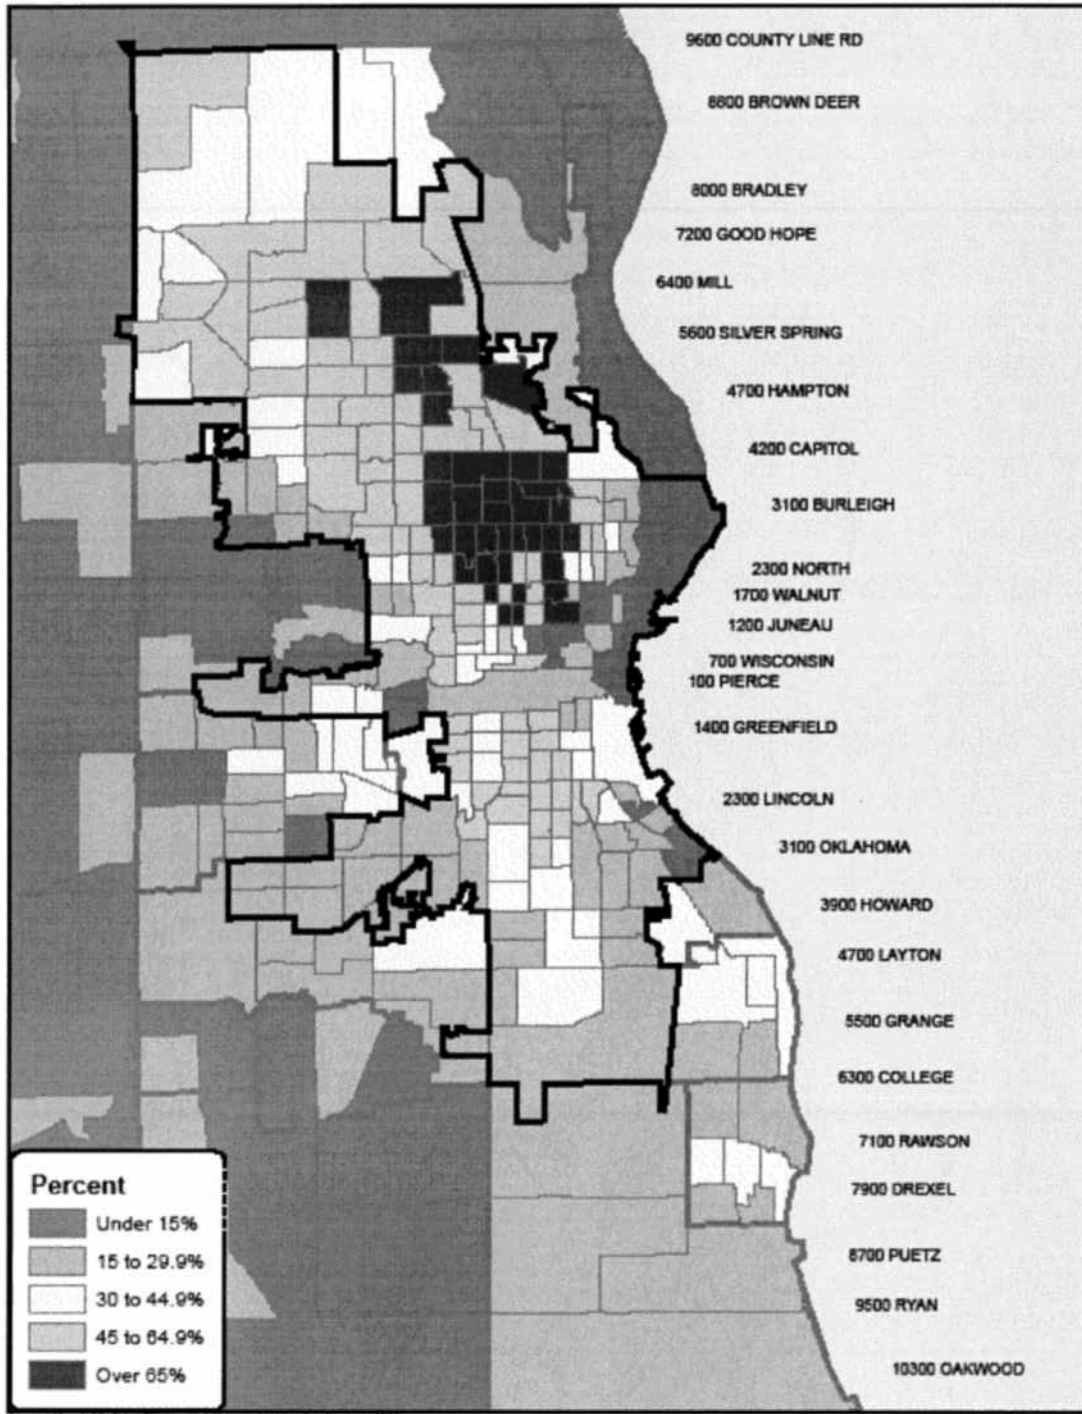 9600 COUNTY LINE RD
8800 BROWN DEER
8000 BRADLEY
7200 GOOD HOPE
6400 MILL
5600 SILVER SPRING
4700 HAMPTON
4200 CAPITOL
3100 BURLEIGH
2300 NORTH
1700 WALNUT
1200 JUNEAU
700 WISCONSIN
100 PIERCE
1400 GREENFIELD
2300 LINCOLN
3100 OKLAHOMA
3900 HOWARD
4700 LAYTON
5500 GRANGE
6300 COLLEGE
7100 RAWSON
7900 DREXEL
8700 PUETZ
9500 RYAN
10300 OAKWOOD
Percent
Under 15%
15 to 29.9%
30 to 44.9%
45 to 64.9%
Over 65%